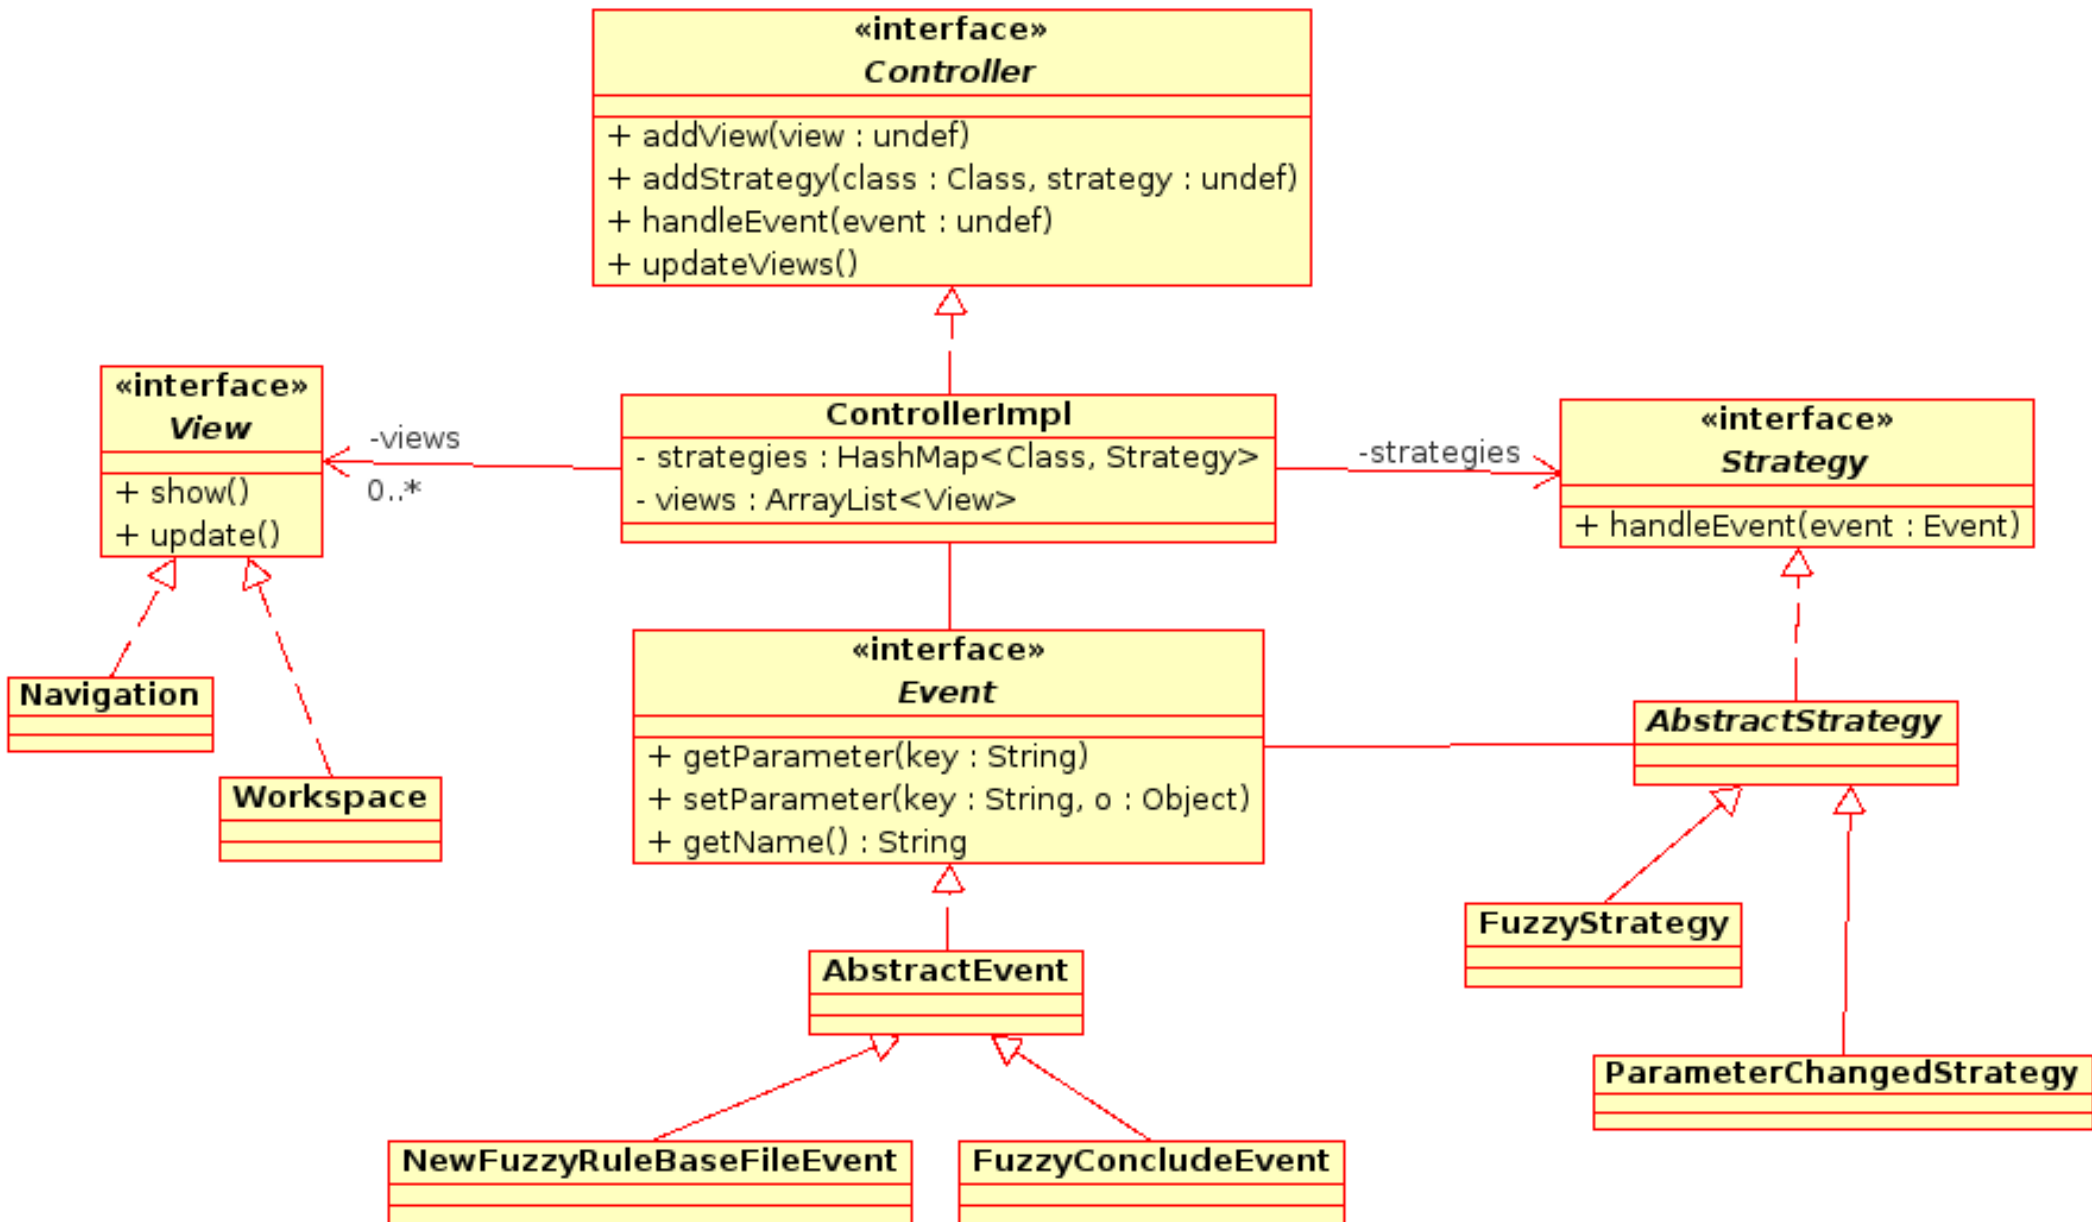 «interface»
Controller
+ addView(view : undef)
+ addStrategy(class : Class, strategy : undef)
+ handleEvent(event : undef)
+ updateViews()
«interface»
View
+ show()
+ update()
-views
0..*
ControllerImpl
- strategies : HashMap<Class, Strategy>
- views : ArrayList<View>
-strategies
«interface»
Strategy
+ handleEvent(event : Event)
Navigation
Workspace
«interface»
Event
+ getParameter(key : String)
+ setParameter(key : String, o : Object)
+ getName() : String
AbstractStrategy
FuzzyStrategy
AbstractEvent
ParameterChangedStrategy
NewFuzzyRuleBaseFileEvent
FuzzyConcludeEvent